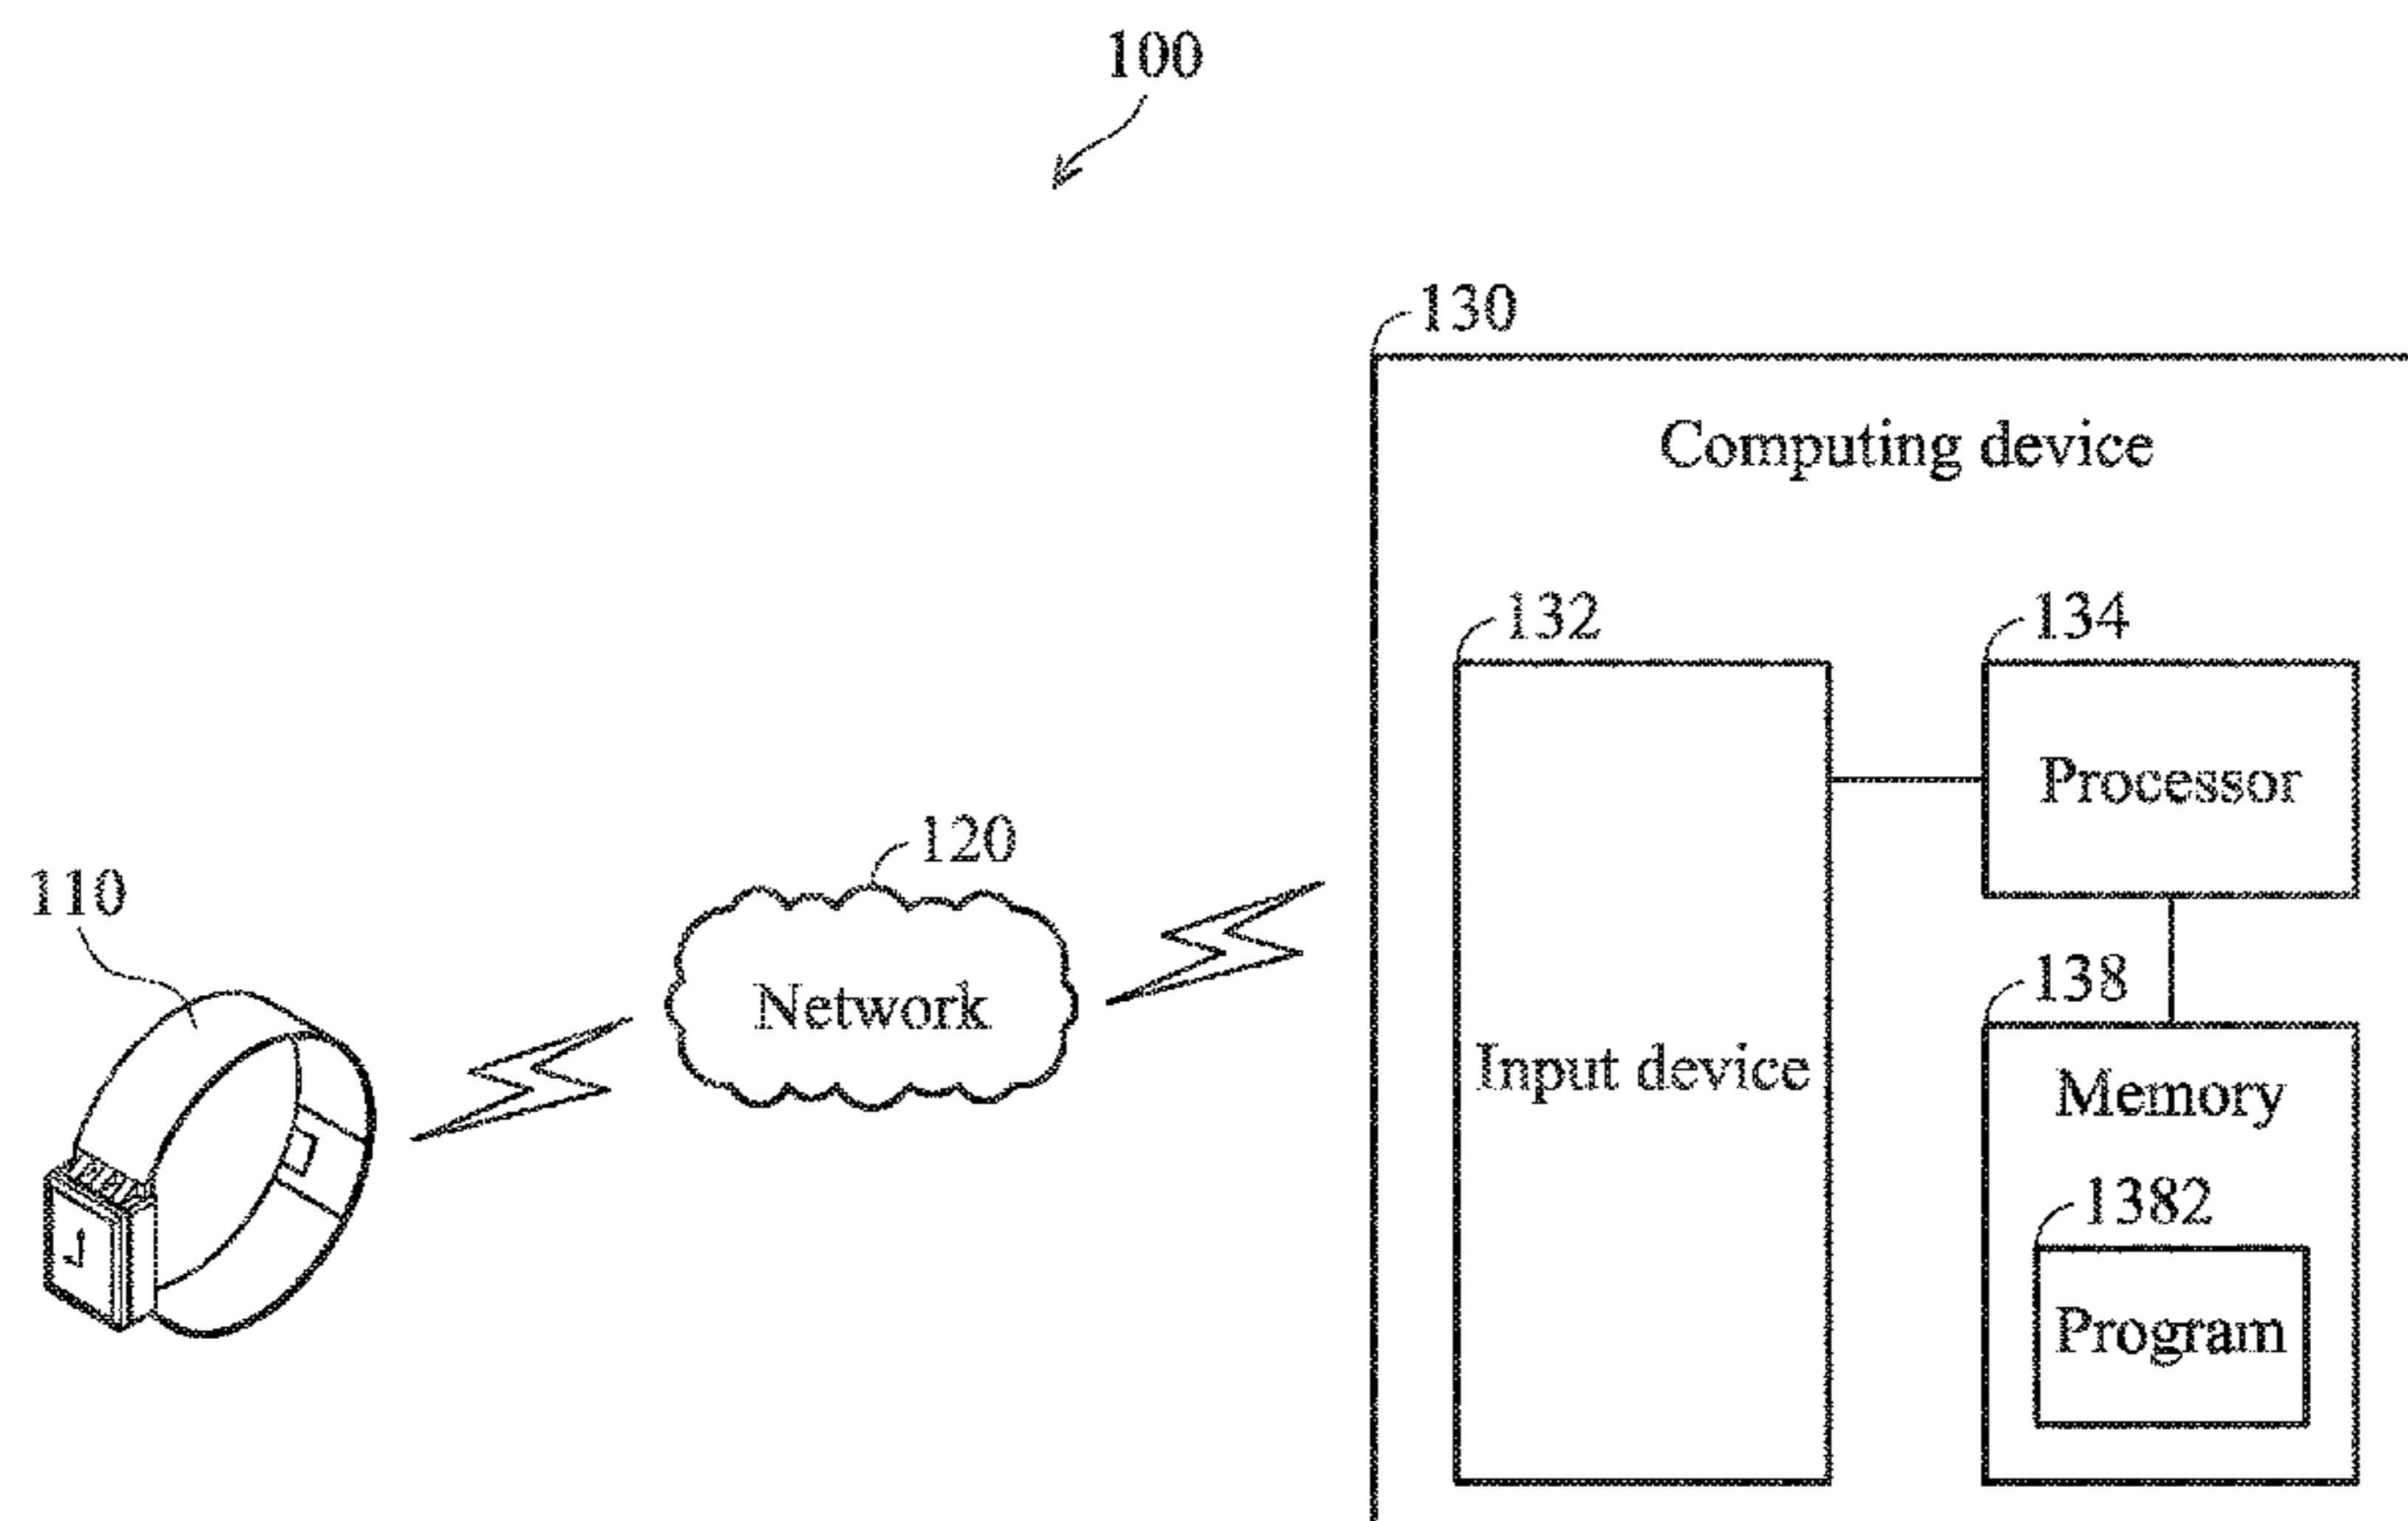 100
130
Computing device
132
134
Processor
120
110
Network
138
Input device
Memory
1382
Program